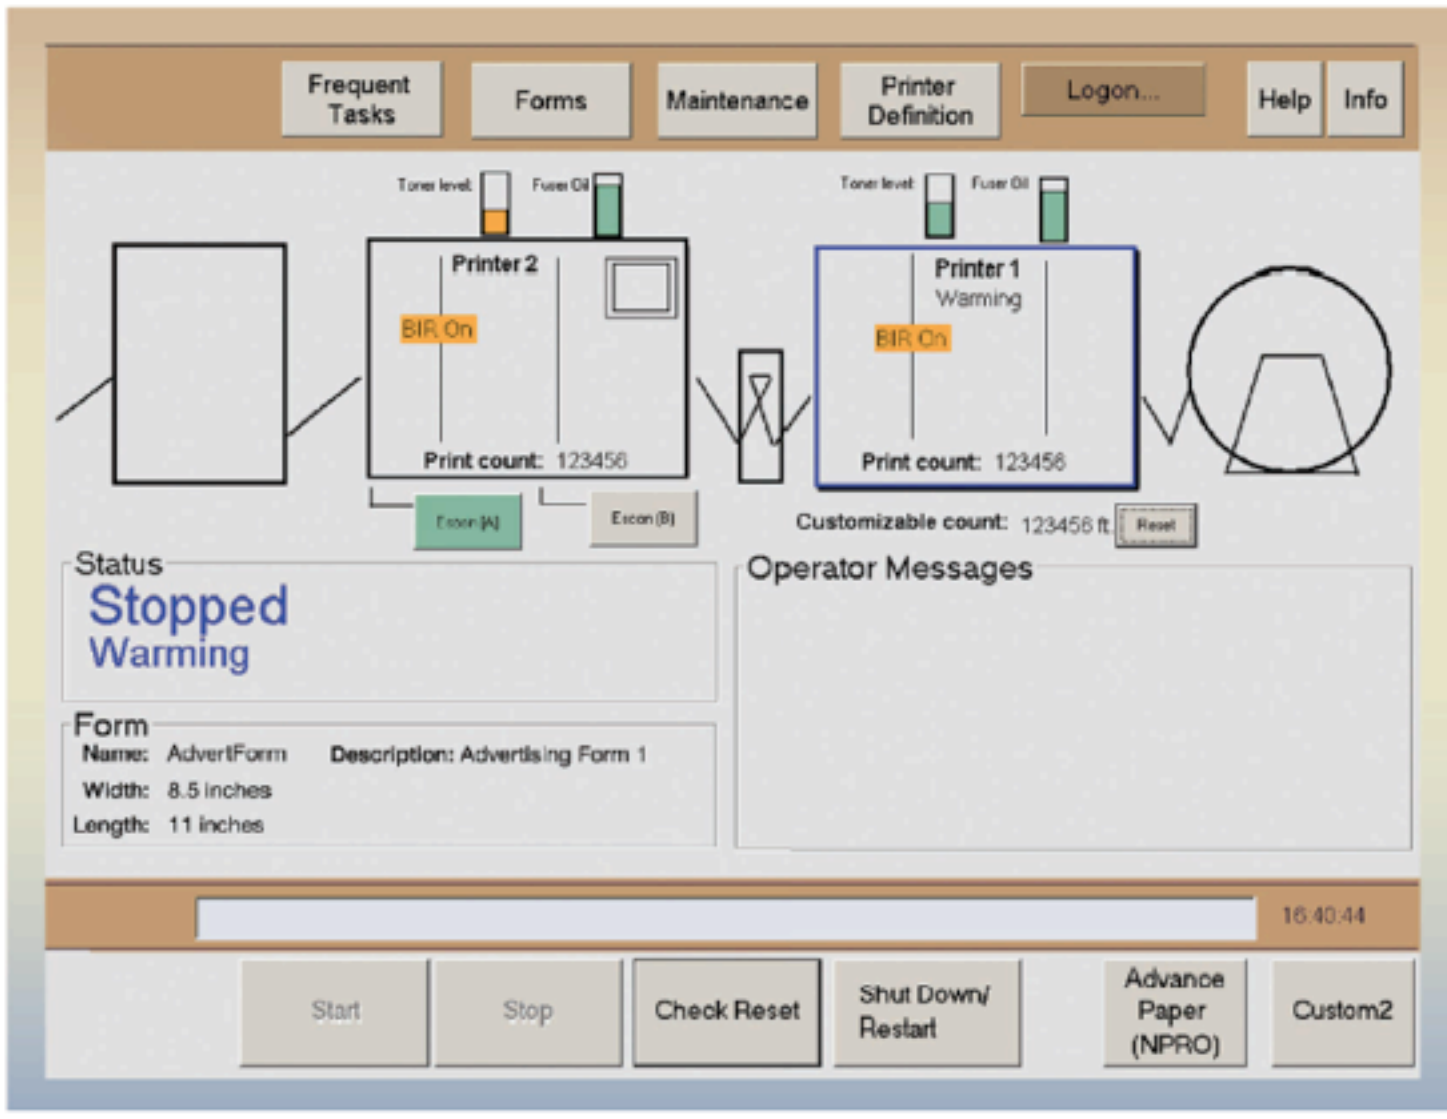 Frequent
Tasks
Forms
Maintenance
Printer
Definition
Logon...
Help
Info
Toner level:
Fuser Oil
Toner level:
Fuser Oil
Printer 2
BIR On
Print count: 123456
Printer 1
Warming
BIR On
Print count: 123456
Escon (A)
Escon (B)
Customizable count: 123456 ft.
Reset
Status
Stopped
Warming
Operator Messages
Form
Name: AdvertForm Description: Advertising Form 1
Width: 8.5 inches
Length: 11 inches
16:40:44
Start
Stop
Check Reset
Shut Down/
Restart
Advance
Paper
(NPRO)
Custom2